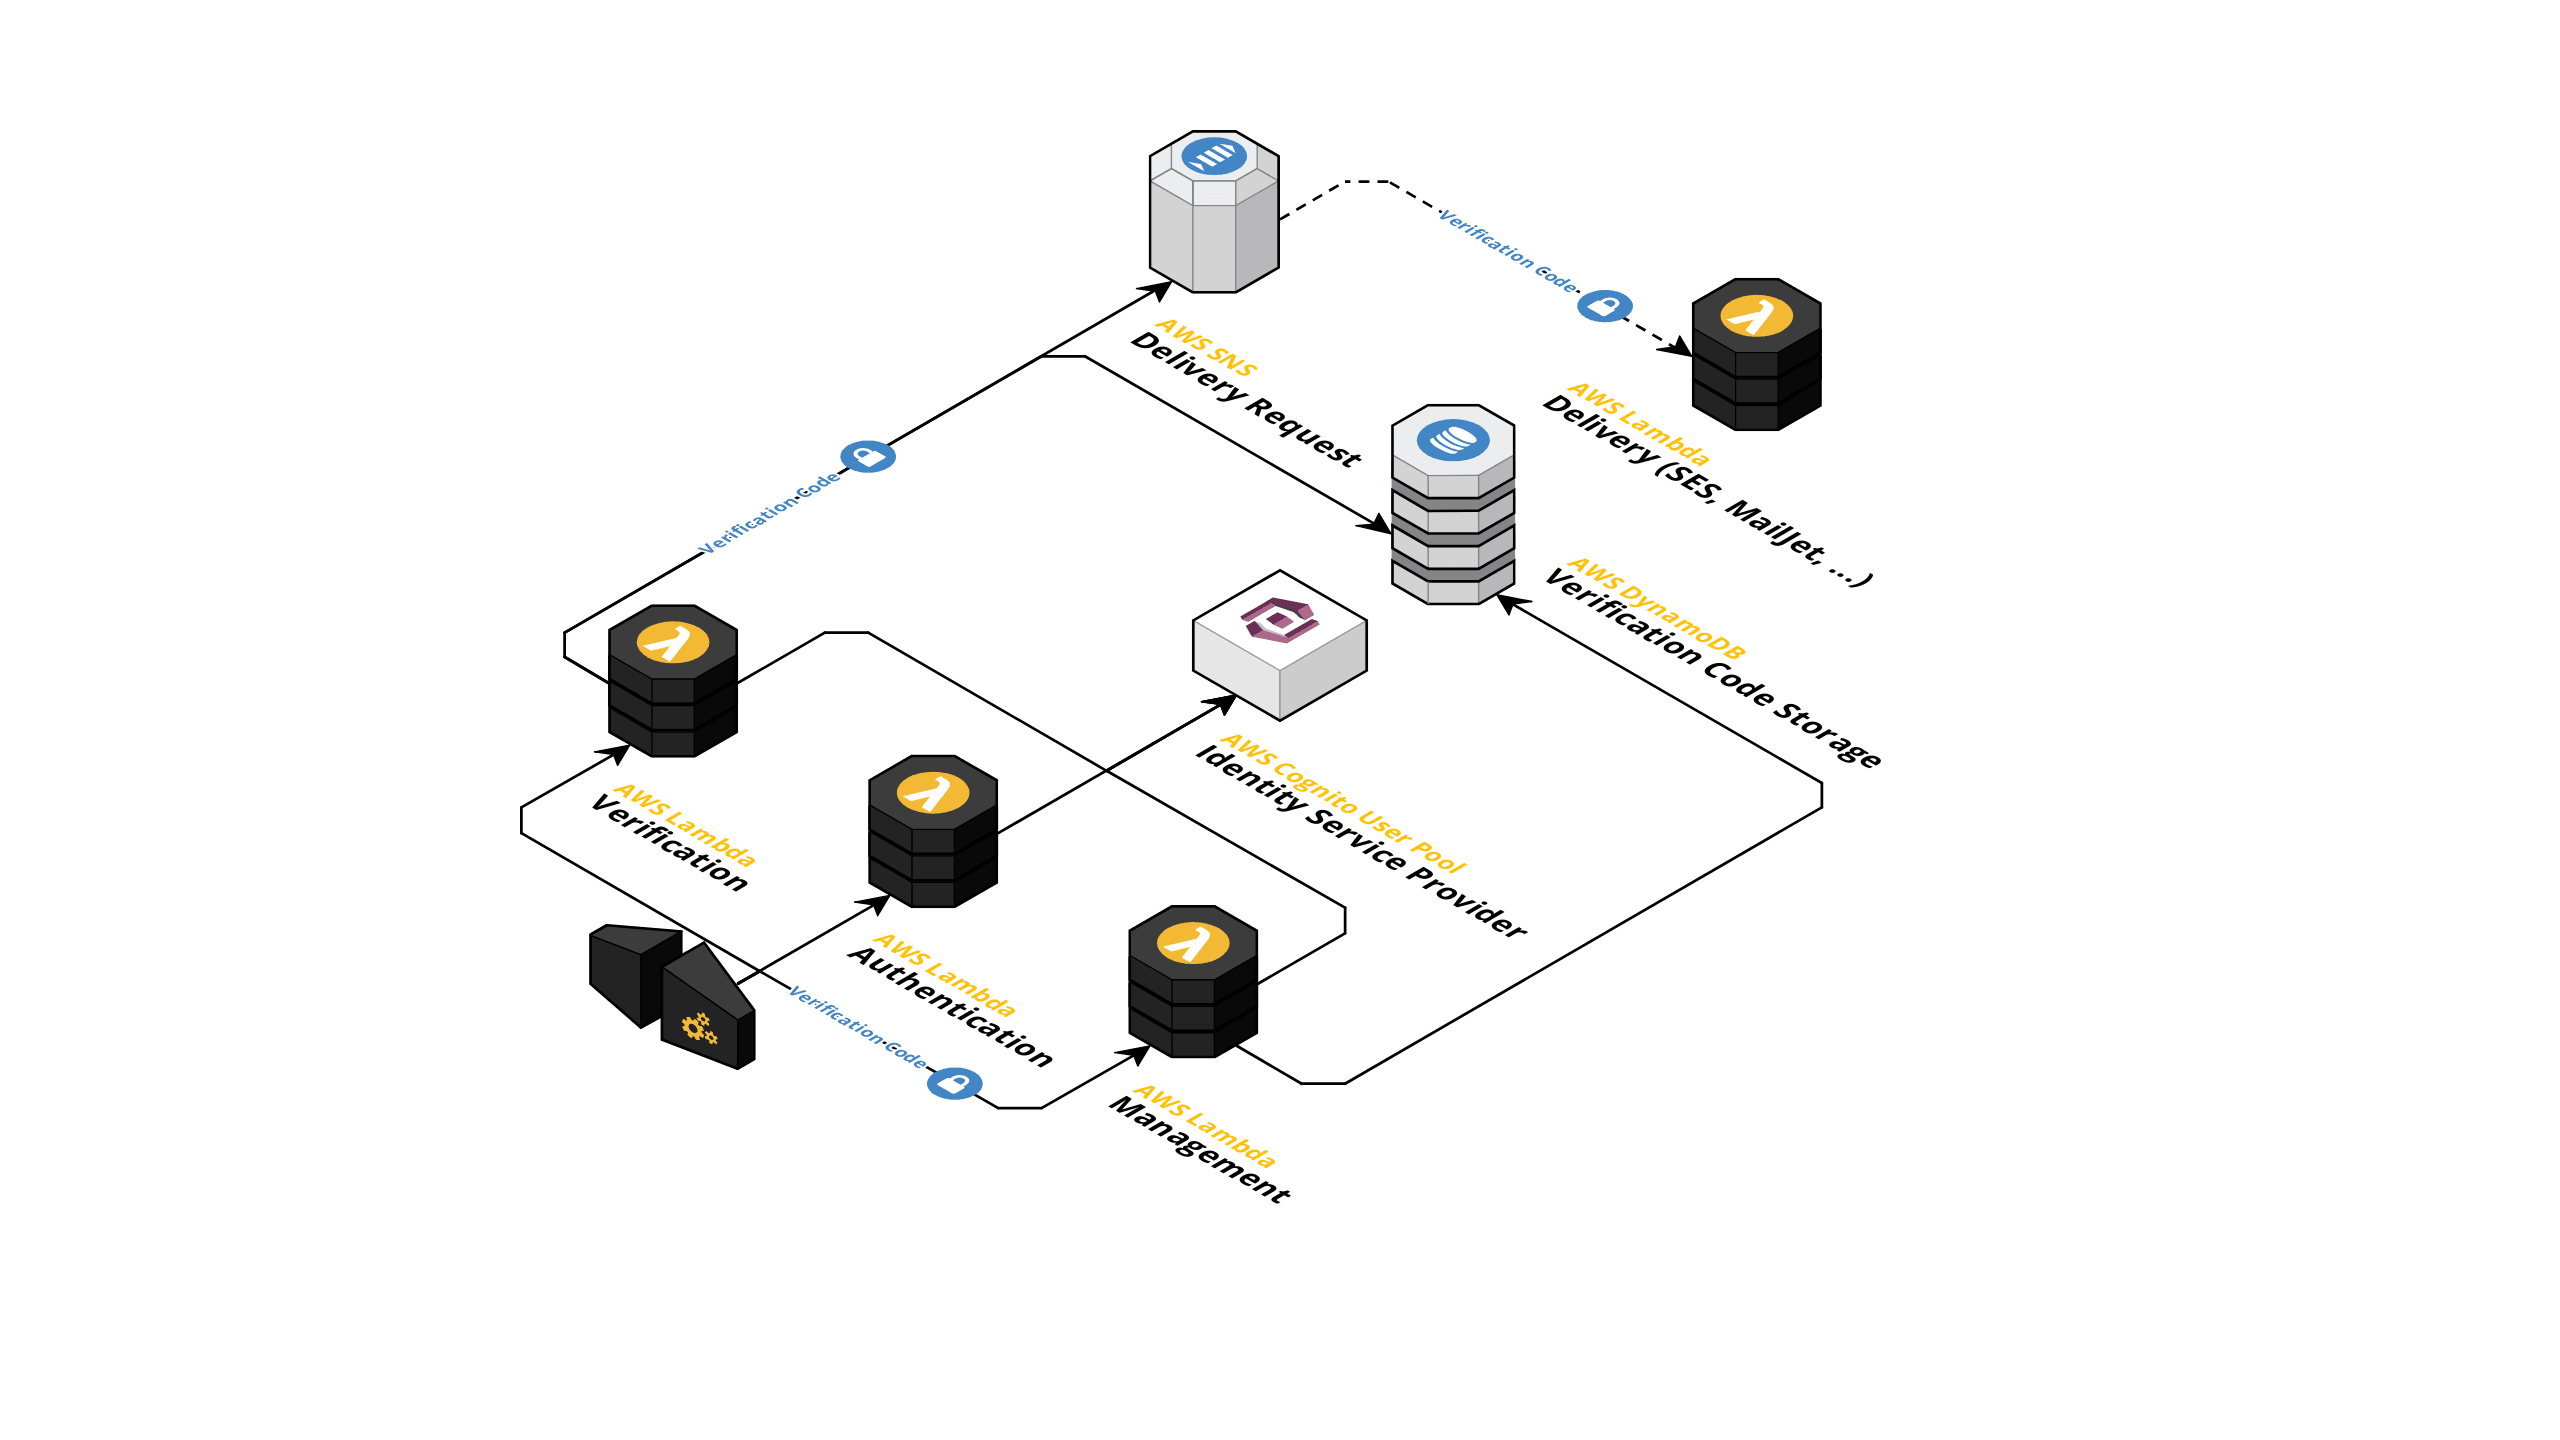 Verification Code
AWS SNS
Delivery Request
AWS Lambda
Delivery (SES, MailJet, ...)
Verification Code
AWS DynamoDB
Verification Code Storage
AWS Cognito User Pool
Identity Service Provider
AWS Lambda
Verification
AWS Lambda
Authentication
Verification Code
AWS Lambda
Management